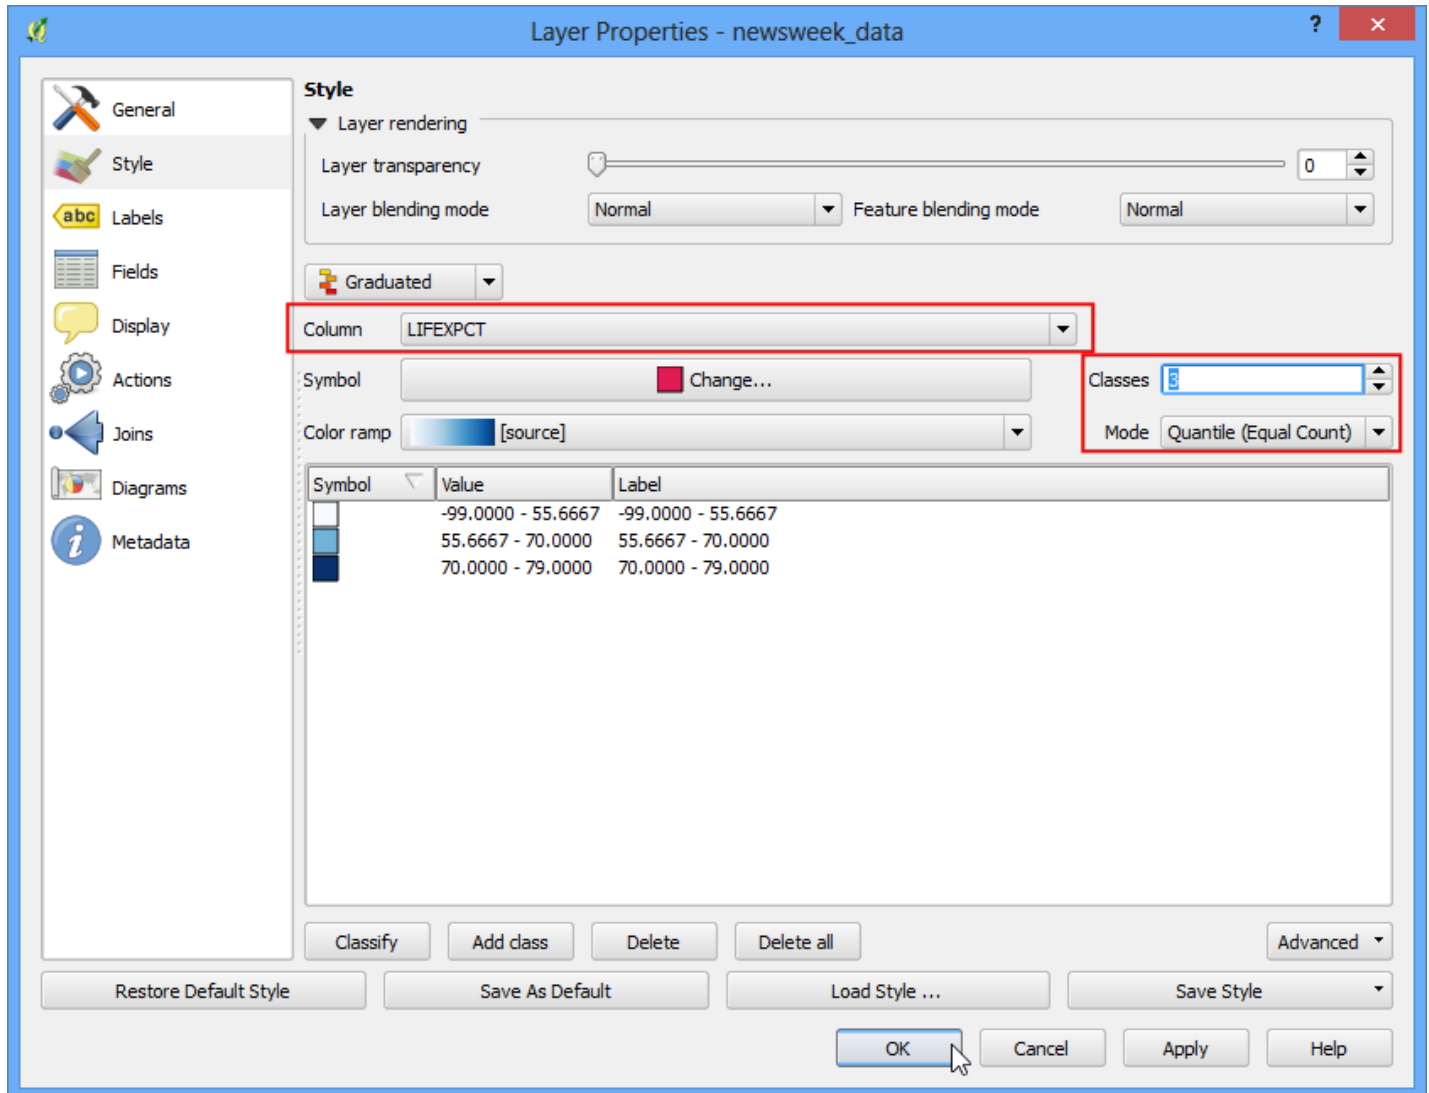 Layer Properties - newsweek_data
?
General
Style
abc Labels
Fields
Display
Actions
Joins
Diagrams
i Metadata
Style
Layer rendering
Layer transparency 0
Layer blending mode Normal Feature blending mode Normal
Graduated
Column LIFEXPCT
Symbol Change... Classes 3
Color ramp [source] Mode Quantile (Equal Count)
Symbol Value Label
-99.0000 - 55.6667 -99.0000 - 55.6667
55.6667 - 70.0000 55.6667 - 70.0000
70.0000 - 79.0000 70.0000 - 79.0000
Classify Add class Delete Delete all Advanced
Restore Default Style Save As Default Load Style ... Save Style
OK Cancel Apply Help